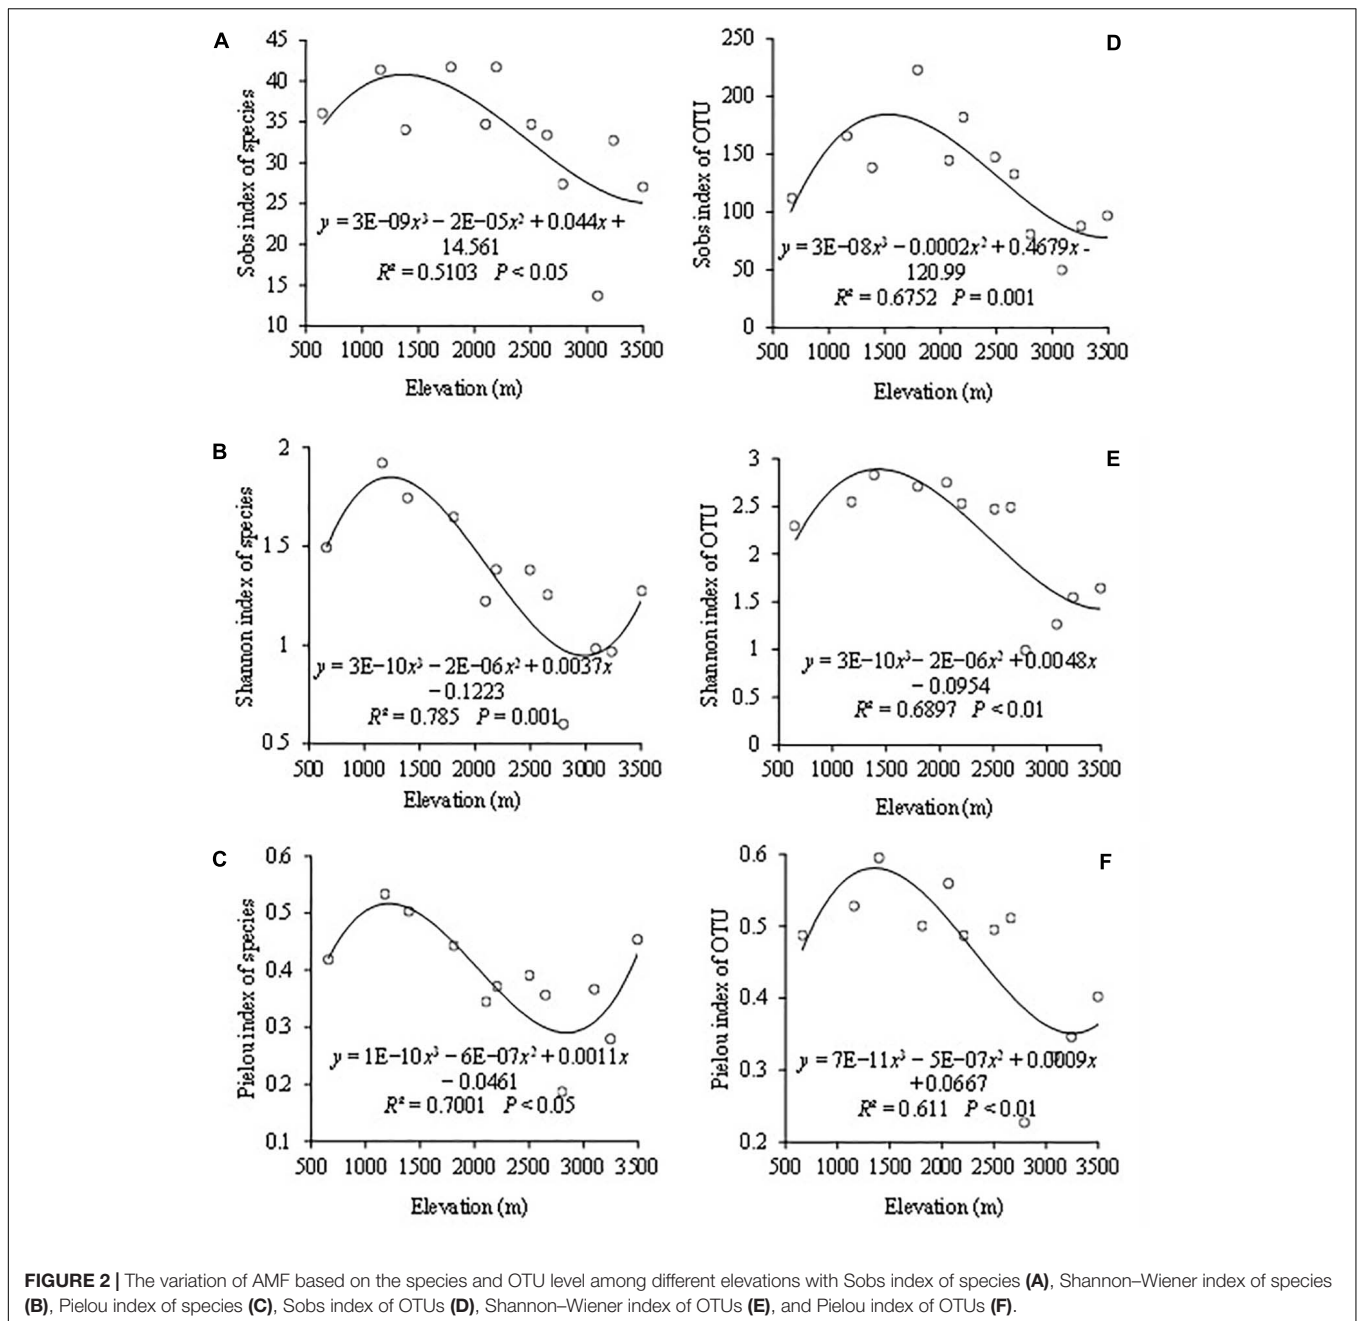 A
Sobs index of species
45
40
35
30
25
20
15
10
y = 3E−09x³ − 2E−05x² + 0.044x +
14.561
R² = 0.5103 P < 0.05
500 1000 1500 2000 2500 3000 3500
Elevation (m)
D
Sobs index of OTU
250
200
150
100
50
0
y = 3E−08x³ − 0.0002x² + 0.4679x -
120.99
R² = 0.6752 P = 0.001
500 1000 1500 2000 2500 3000 3500
Elevation (m)
B
Shannon index of species
2
1.5
1
0.5
y = 3E−10x³ − 2E−06x² + 0.0037x
− 0.1223
R² = 0.785 P = 0.001
500 1000 1500 2000 2500 3000 3500
Elevation (m)
E
Shannon index of OTU
3
2.5
2
1.5
1
0.5
0
y = 3E−10x³ − 2E−06x² + 0.0048x
− 0.0954
R² = 0.6897 P < 0.01
500 1000 1500 2000 2500 3000 3500
Elevation (m)
C
Pielou index of species
0.6
0.5
0.4
0.3
0.2
0.1
y = 1E−10x³ − 6E−07x² + 0.0011x
− 0.0461
R² = 0.7001 P < 0.05
500 1000 1500 2000 2500 3000 3500
Elevation (m)
F
Pielou index of OTU
0.6
0.5
0.4
0.3
0.2
y = 7E−11x³ − 5E−07x² + 0.0009x
+0.0667
R² = 0.611 P < 0.01
500 1000 1500 2000 2500 3000 3500
Elevation (m)
FIGURE 2 | The variation of AMF based on the species and OTU level among different elevations with Sobs index of species (A), Shannon–Wiener index of species
(B), Pielou index of species (C), Sobs index of OTUs (D), Shannon–Wiener index of OTUs (E), and Pielou index of OTUs (F).